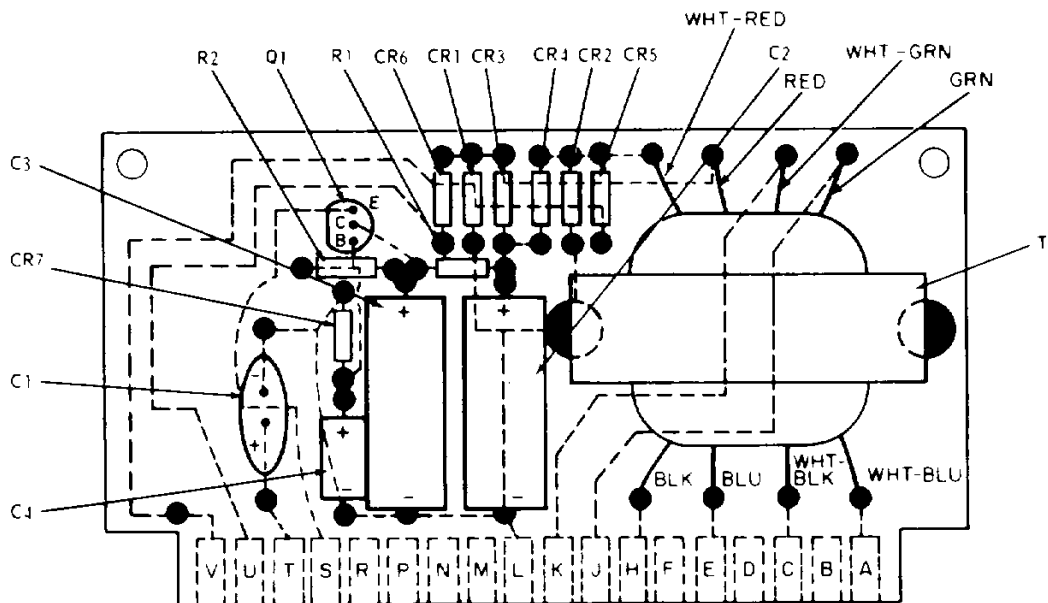 WHT-RED
R2 Q1 R1 CR6 CR1 CR3 CR4 CR2 CR5 C2 WHT-GRN
RED GRN
C3
E
C
B
CR7
T
+ +
-
C1
+
+
BLK BLU WHT-BLK WHT-BLU
C4
- - -
V U T S R P N M L K J H F E D C B A